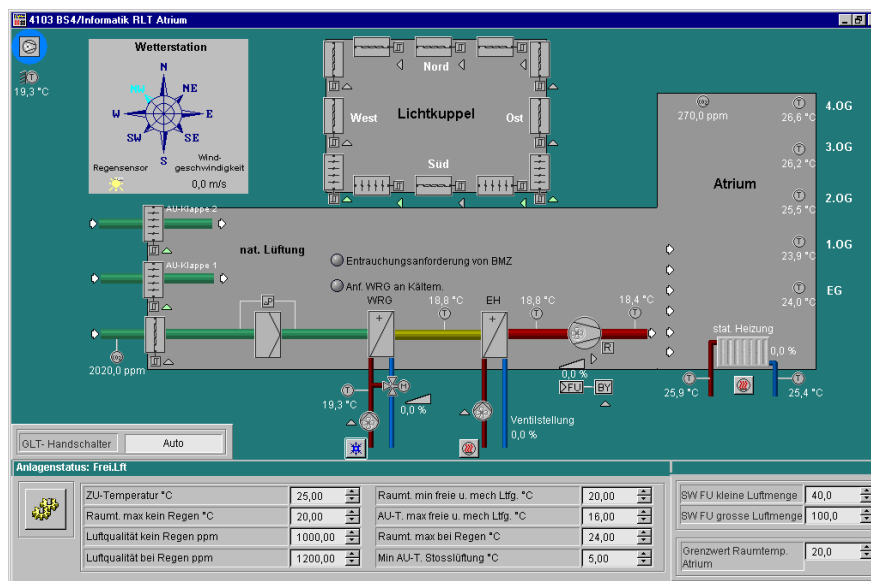 4103 BS4/Informatik RLT Atrium
Wetterstation
N
NW
NE
W
E
SW
SE
S
Regensensor
Wind-
geschwindigkeit
0,0 m/s
T
19,3 °C
Nord
West
Lichtkuppel
Ost
Süd
CO2
270,0 ppm
T
26,6 °C
4.OG
T
26,2 °C
3.OG
Atrium
T
25,5 °C
2.OG
T
23,9 °C
1.OG
T
24,0 °C
EG
AU-Klappe 2
nat. Lüftung
AU-Klappe 1
Entrauchungsanforderung von BMZ
Anf. WRG an Kältem.
P
WRG
18,8 °C
T
EH
18,8 °C
T
18,4 °C
T
R
CO2
2020,0 ppm
stat. Heizung
0,0 %
T
25,9 °C
T
25,4 °C
0,0 %
>FU
BY
T
19,3 °C
M
0,0 %
Ventilstellung
0,0 %
GLT- Handschalter
Auto
Anlagenstatus: Frei.Lft
ZU-Temperatur °C
25,00
Raumt. min freie u. mech Ltfg. °C
20,00
Raumt. max kein Regen °C
20,00
AU-T. max freie u. mech Ltfg. °C
16,00
Luftqualität kein Regen ppm
1000,00
Raumt. max bei Regen °C
24,00
Luftqualität bei Regen ppm
1200,00
Min AU-T. Stosslüftung °C
5,00
SW FU kleine Luftmenge
40,0
SW FU grosse Luftmenge
100,0
Grenzwert Raumtemp.
Atrium
20,0